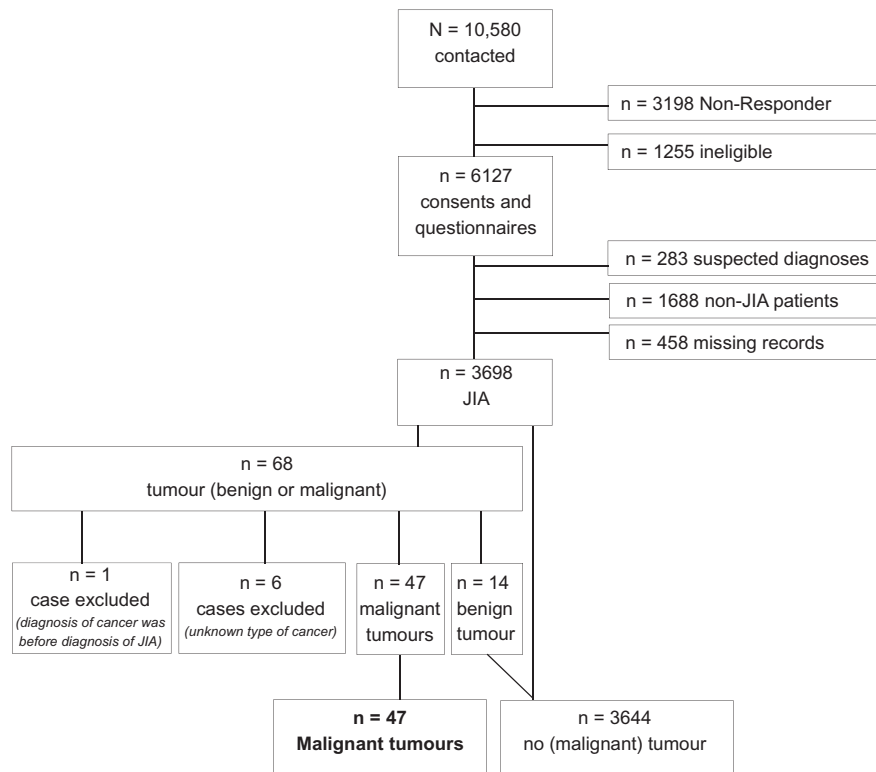 N = 10,580
contacted
n = 3198 Non-Responder
n = 1255 ineligible
n = 6127
consents and
questionnaires
n = 283 suspected diagnoses
n = 1688 non-JIA patients
n = 458 missing records
n = 3698
JIA
n = 68
tumour (benign or malignant)
n = 1
case excluded
(diagnosis of cancer was
before diagnosis of JIA)
n = 6
cases excluded
(unknown type of cancer)
n = 47
malignant
tumours
n = 14
benign
tumour
n = 47
Malignant tumours
n = 3644
no (malignant) tumour